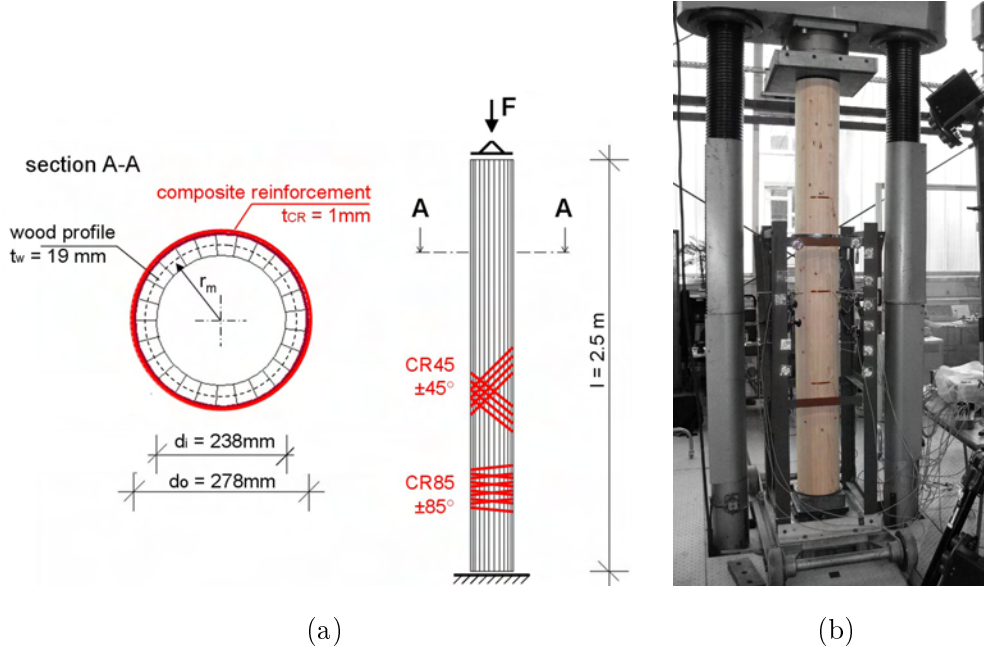 F
section A-A
composite reinforcement
tCR = 1mm
A A
wood profile
tw = 19 mm
rm
l = 2.5 m
CR45
±45°
di = 238mm
CR85
do = 278mm
±85°
(a) (b)